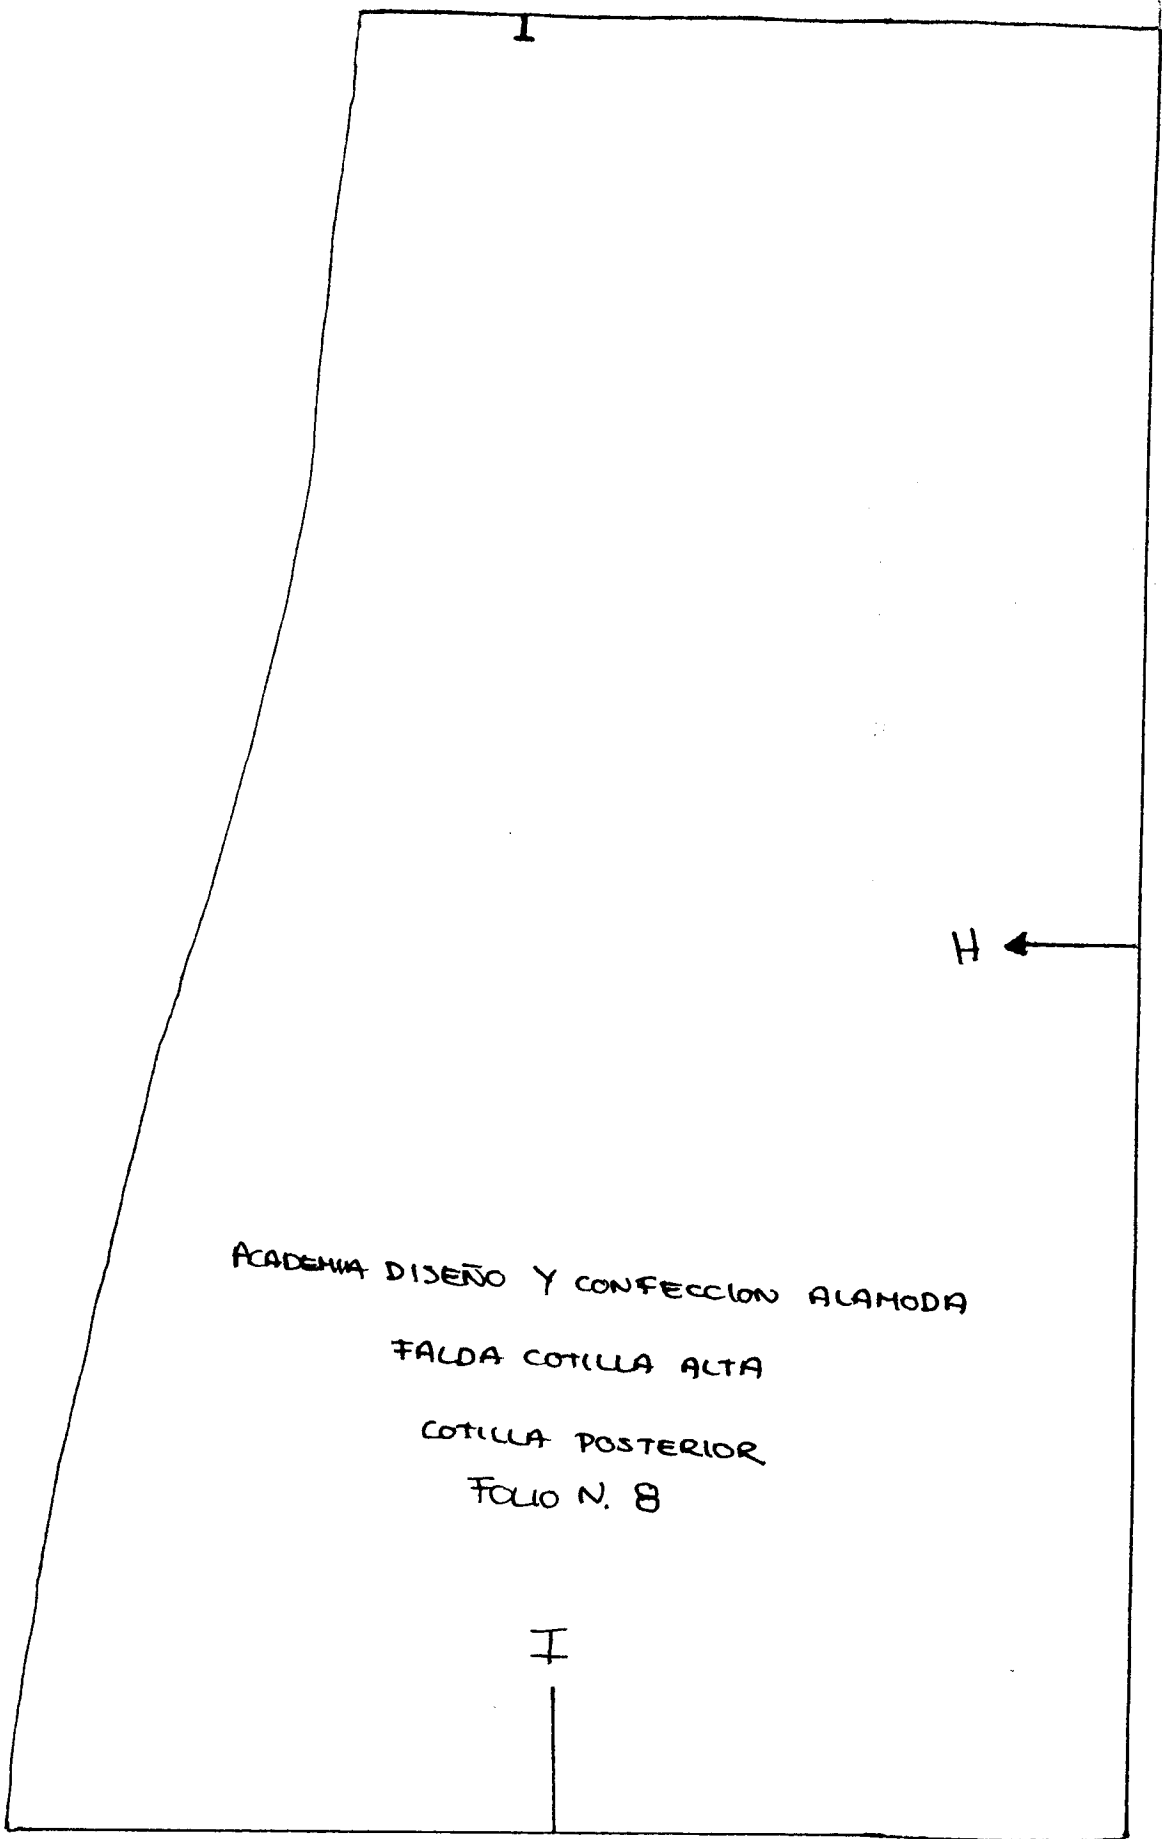 I
H
ACADEMIA DISEÑO Y CONFECCION ALAMODA
FALDA COTILLA ALTA
COTILLA POSTERIOR
FOLIO N. 8
I